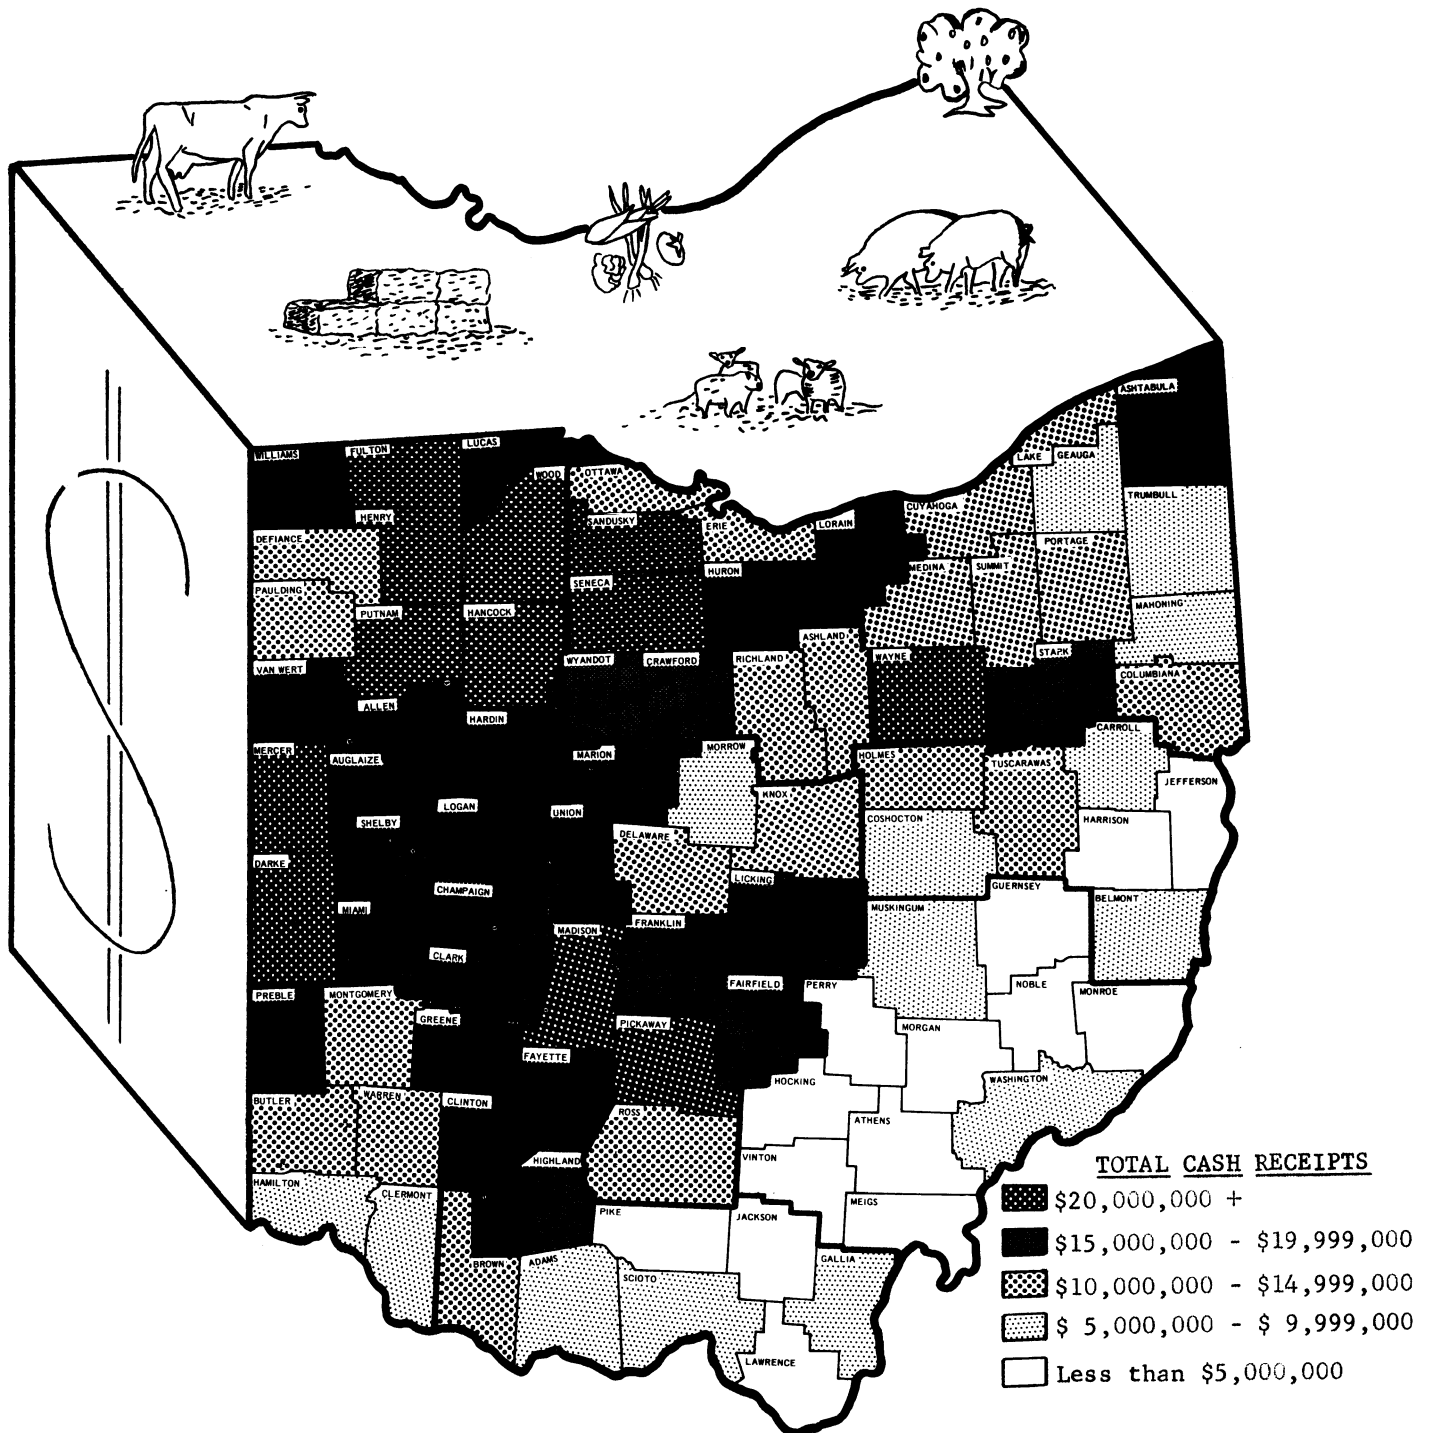 ASHTABULA
WILLIAMS
FULTON
LUCAS
LAKE
GEAUGA
WOOD
OTTAWA
TRUMBULL
CUYAHOGA
HENRY
SANDUSKY
ERIE
LORAIN
DEFIANCE
PORTAGE
MEDINA
SUMMIT
HURON
SENECA
PAULDING
MAHONING
PUTNAM
HANCOCK
ASHLAND
STARK
WAYNE
WYANDOT
CRAWFORD
RICHLAND
VAN WERT
COLUMBIANA
ALLEN
HARDIN
CARROLL
MERCER
MORROW
MARION
HOLMES
AUGLAIZE
TUSCARAWAS
JEFFERSON
KNOX
LOGAN
UNION
SHELBY
COSHOCTON
HARRISON
DELAWARE
DARKE
LICKING
CHAMPAIGN
GUERNSEY
BELMONT
MIAMI
MUSKINGUM
FRANKLIN
MADISON
CLARK
FAIRFIELD
PERRY
NOBLE
MONROE
PREBLE
MONTGOMERY
GREENE
PICKAWAY
MORGAN
FAYETTE
HOCKING
WASHINGTON
BUTLER
WARREN
CLINTON
ROSS
ATHENS
HIGHLAND
VINTON
HAMILTON
CLERMONT
MEIGS
PIKE
JACKSON
BROWN
ADAMS
SCIOTO
GALLIA
LAWRENCE
TOTAL CASH RECEIPTS
$20,000,000 +
$15,000,000 - $19,999,000
$10,000,000 - $14,999,000
$ 5,000,000 - $ 9,999,000
Less than $5,000,000